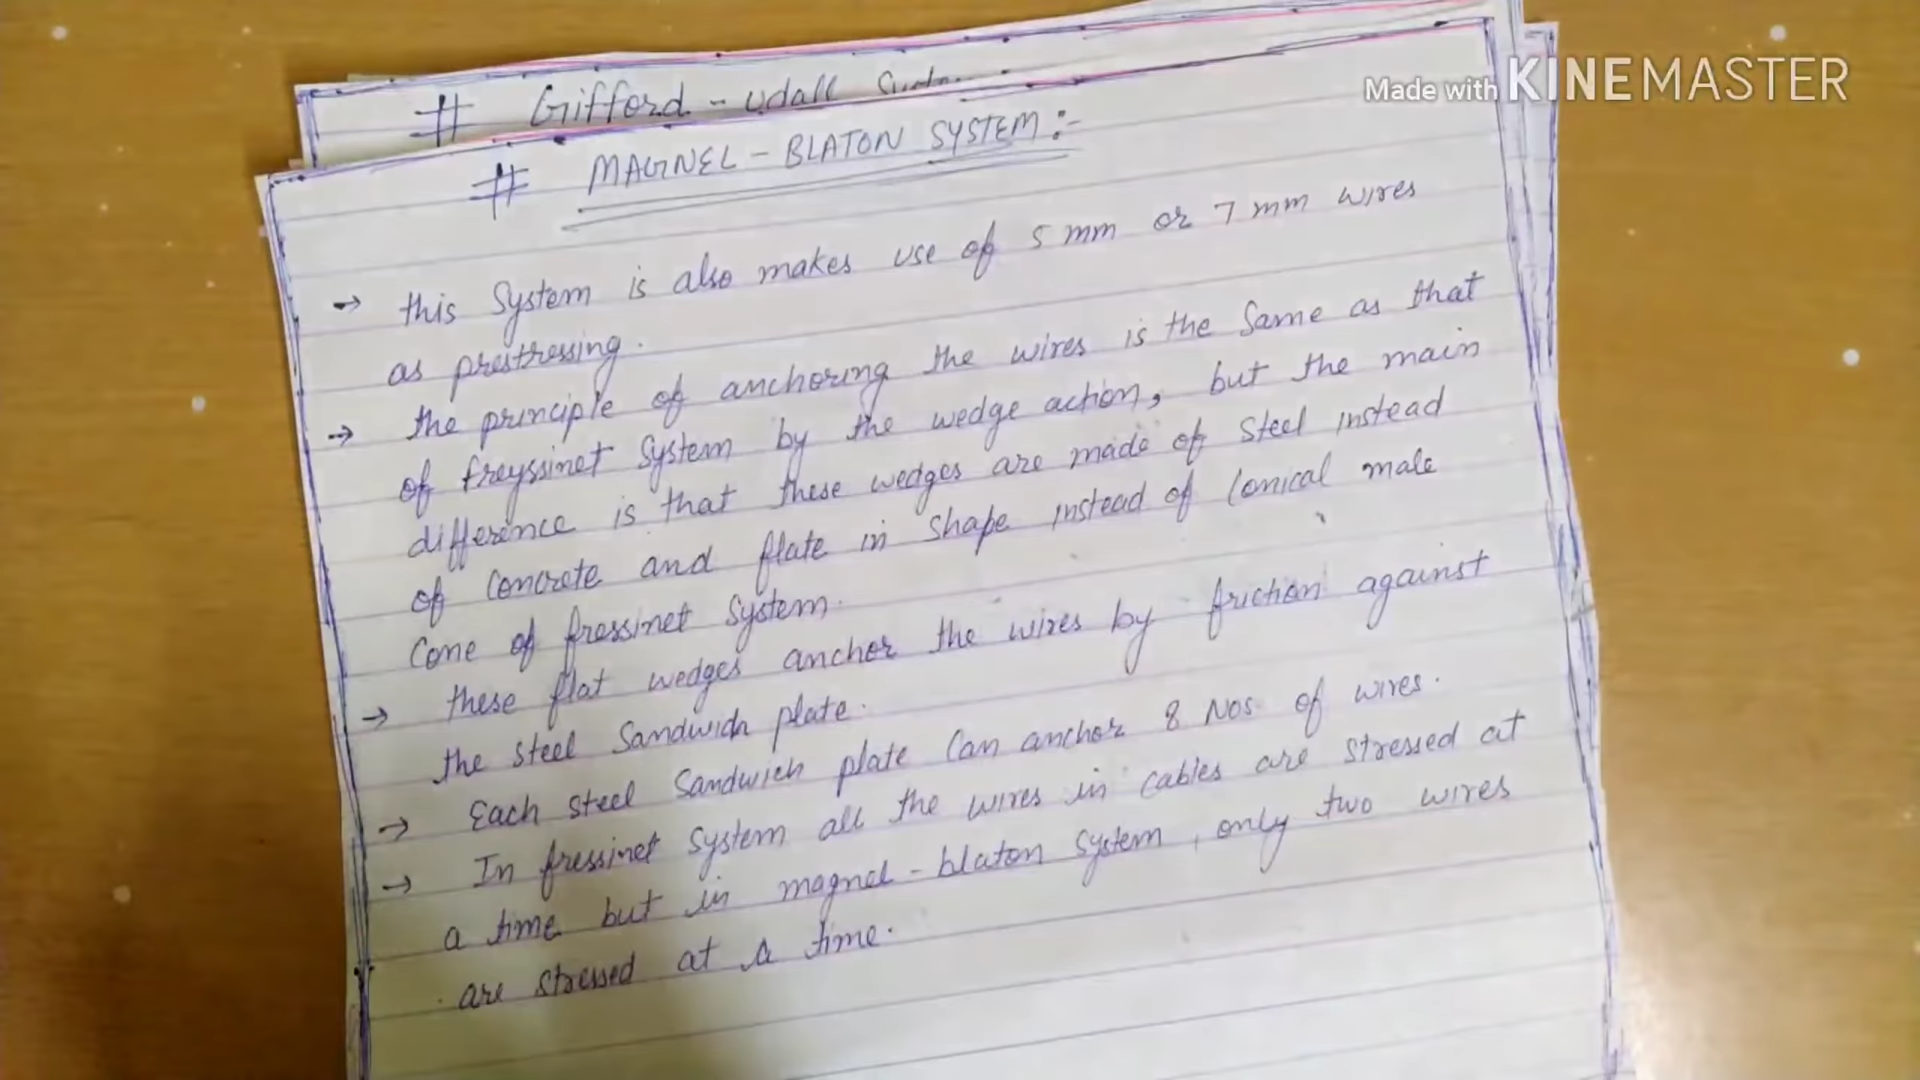 # Gifford - udall
Made with KINEMASTER
# MAGNEL - BLATON SYSTEM :-
→ this System is also makes use of 5 mm or 7 mm wires
as prestressing.
→ the principle of anchoring the wires is the Same as that
of freyssinet System by the wedge action, but the main
difference is that these wedges are made of Steel instead
of Concrete and flate in shape instead of Conical male
Cone of fressinet System.
→ these flat wedges anchor the wires by friction against
the steel Sandwich plate.
→ Each steel Sandwich plate Can anchor 8 Nos. of wires.
→ In fressinet System all the wires in cables are stressed at
a time but in magnel - blaton System, only two wires
are stressed at a time.